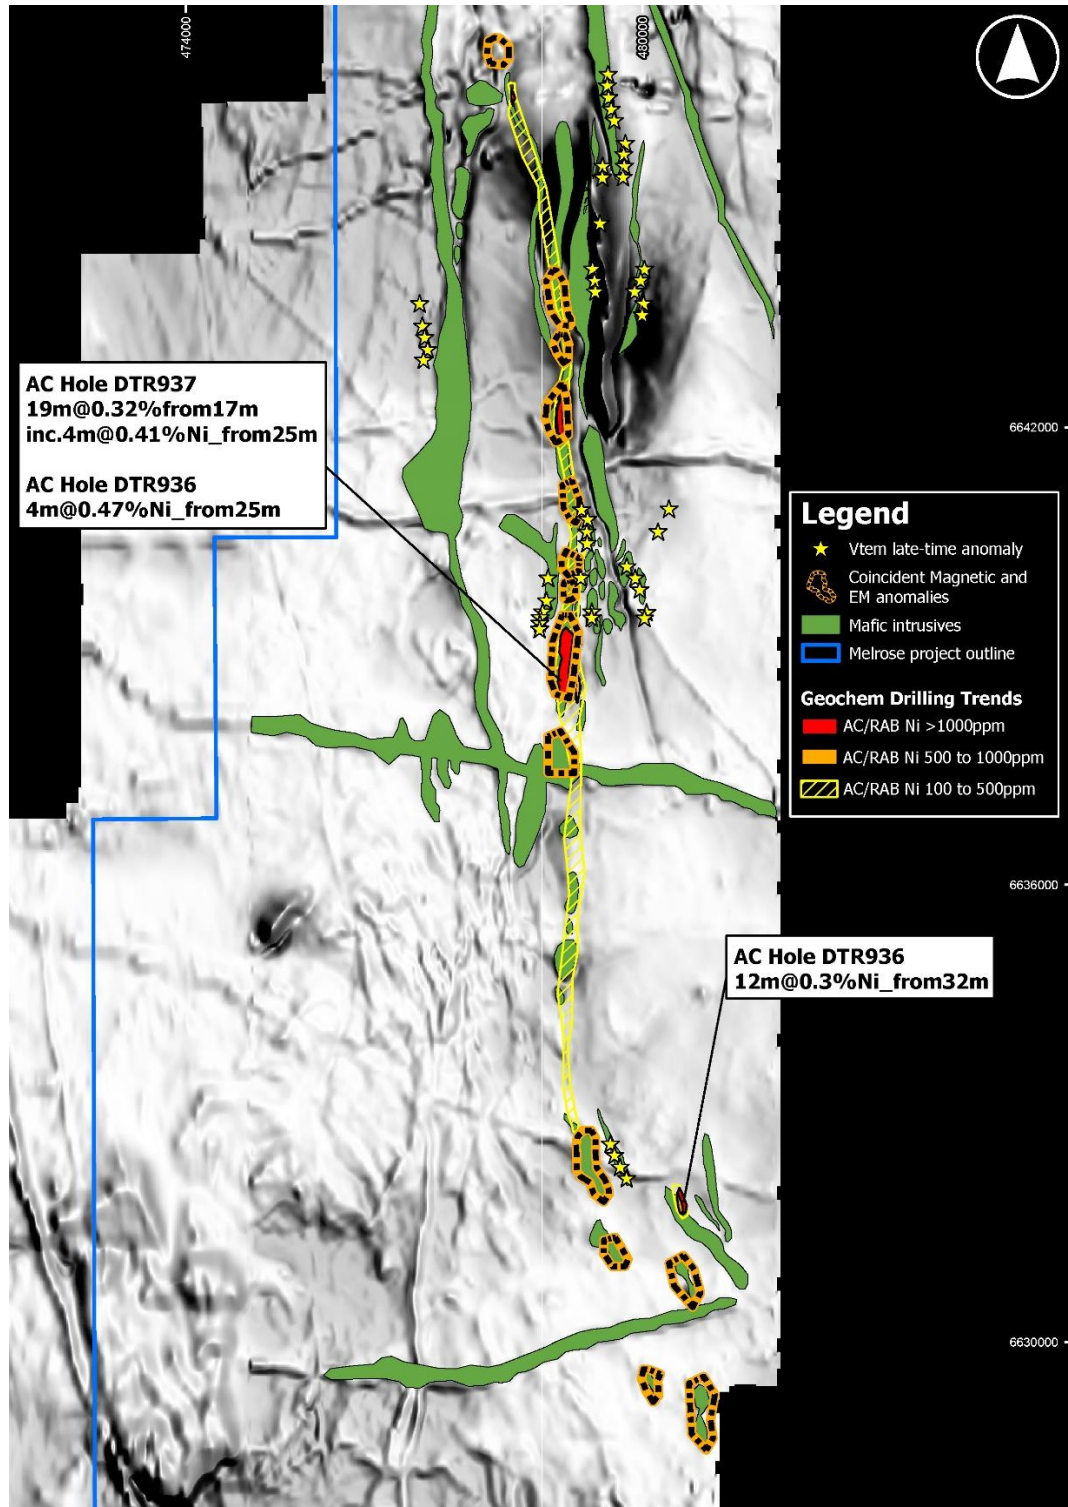 474000
480000
AC Hole DTR937
19m@0.32%from17m
inc.4m@0.41%Ni_from25m
AC Hole DTR936
4m@0.47%Ni_from25m
6642000
Legend
Vtem late-time anomaly
Coincident Magnetic and
EM anomalies
Mafic intrusives
Melrose project outline
Geochem Drilling Trends
AC/RAB Ni >1000ppm
AC/RAB Ni 500 to 1000ppm
AC/RAB Ni 100 to 500ppm
6636000
AC Hole DTR936
12m@0.3%Ni_from32m
6630000